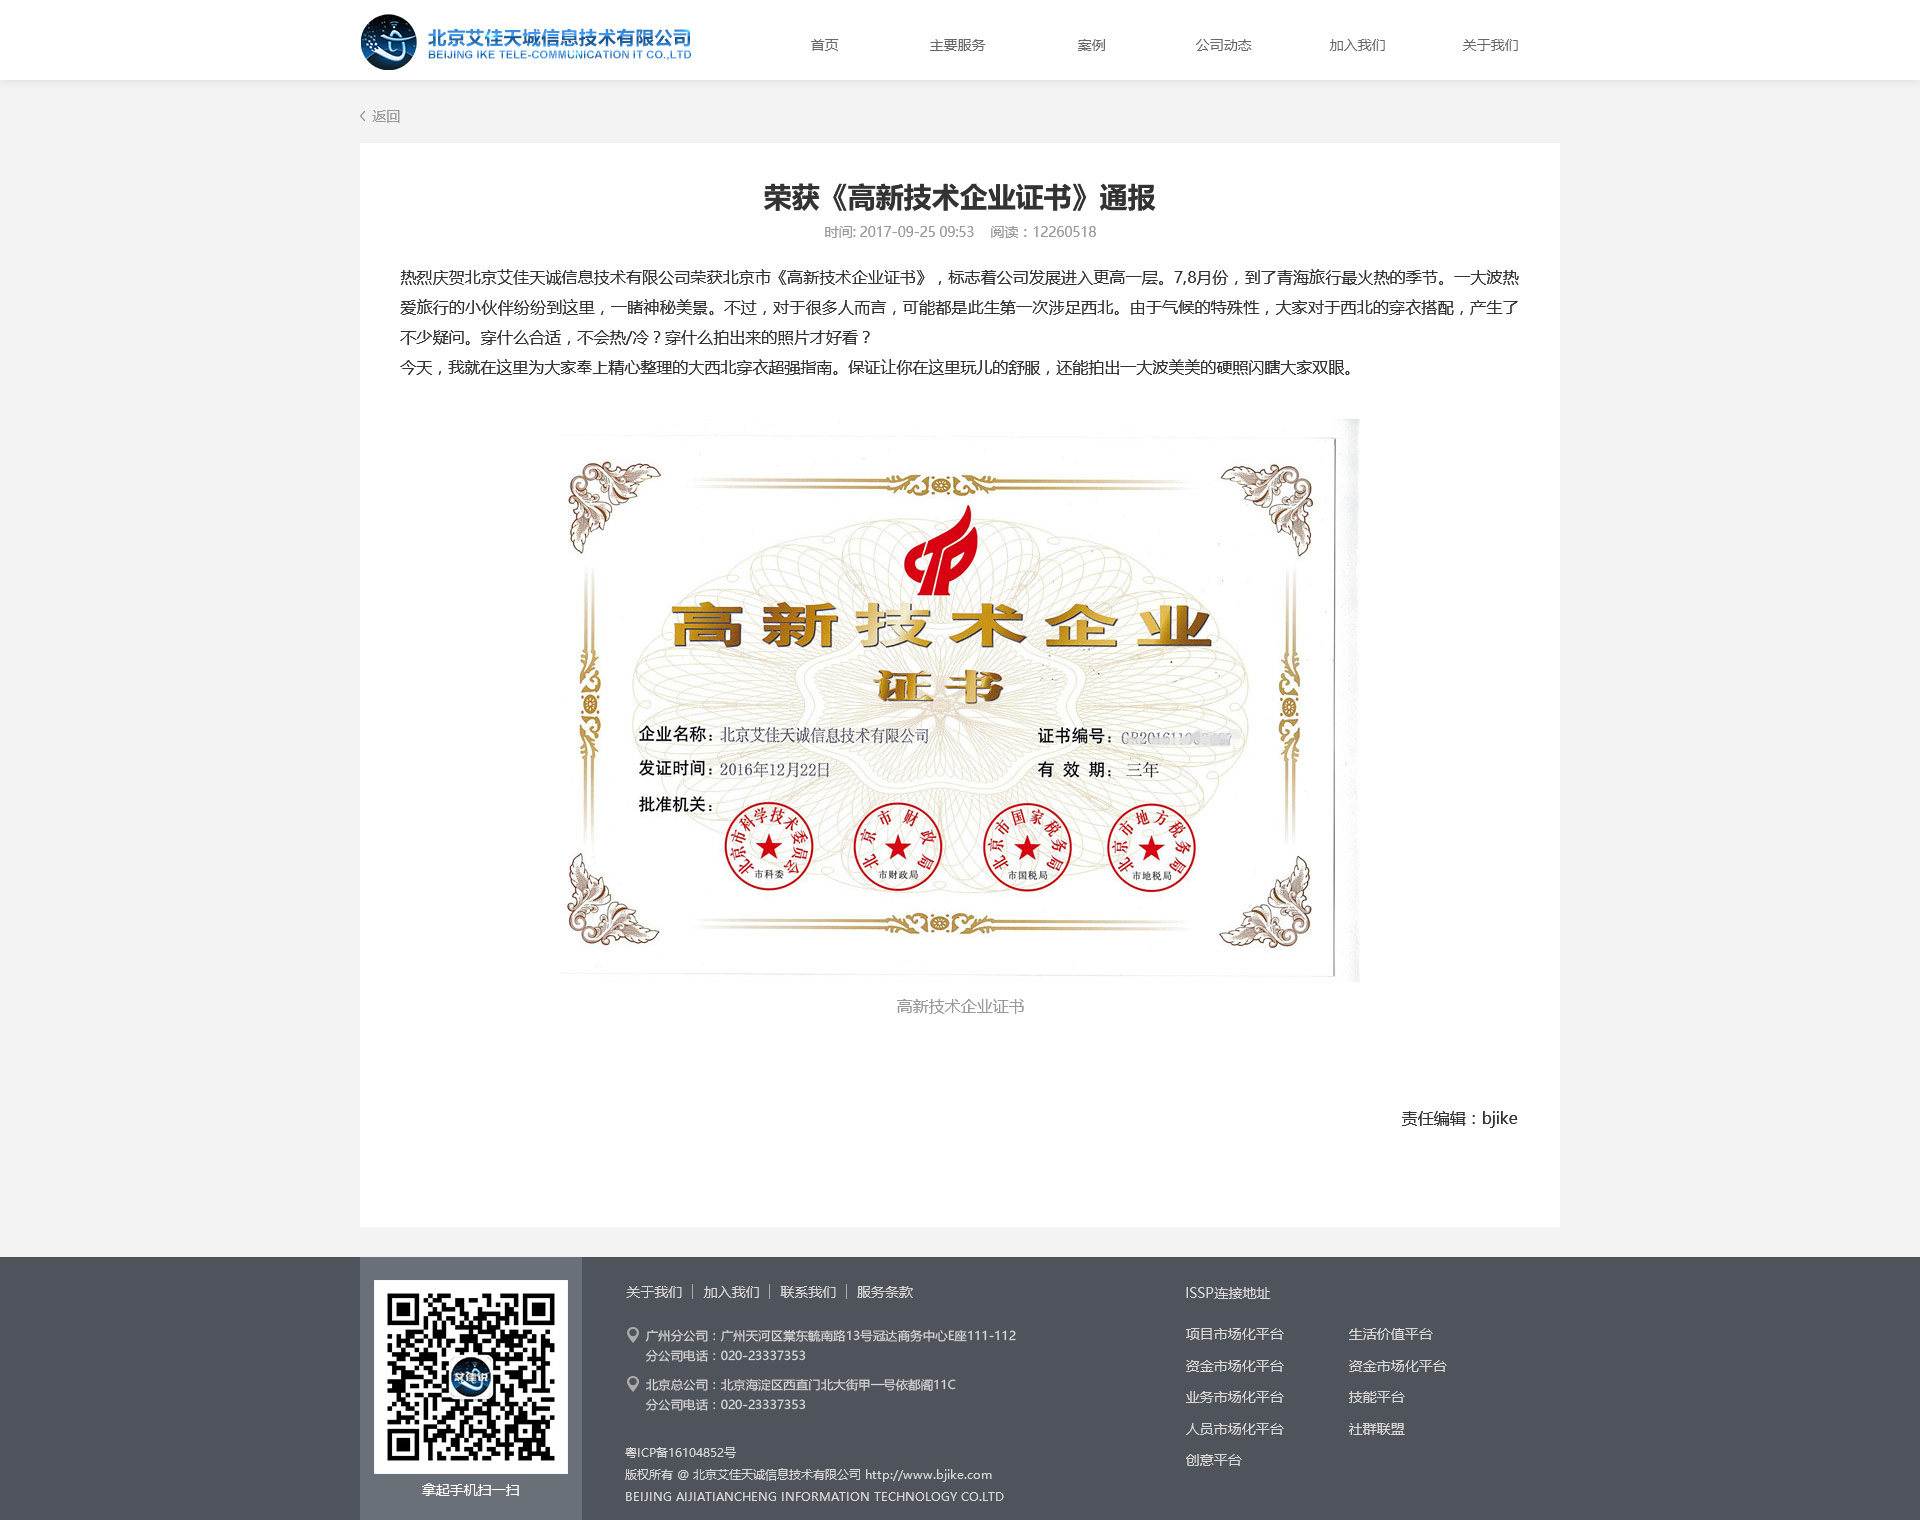 北京艾佳天诚信息技术有限公司
BEIJING IKE TELE-COMMUNICATION IT CO.,LTD
首页 主要服务 案例 公司动态 加入我们 关于我们
返回
荣获《高新技术企业证书》通报
时间: 2017-09-25 09:53 阅读：12260518
热烈庆贺北京艾佳天诚信息技术有限公司荣获北京市《高新技术企业证书》，标志着公司发展进入更高一层。7,8月份，到了青海旅行最火热的季节。一大波热
爱旅行的小伙伴纷纷到这里，一睹神秘美景。不过，对于很多人而言，可能都是此生第一次涉足西北。由于气候的特殊性，大家对于西北的穿衣搭配，产生了
不少疑问。穿什么合适，不会热/冷？穿什么拍出来的照片才好看？
今天，我就在这里为大家奉上精心整理的大西北穿衣超强指南。保证让你在这里玩儿的舒服，还能拍出一大波美美的硬照闪瞎大家双眼。
高新技术企业
证书
企业名称：北京艾佳天诚信息技术有限公司 证书编号：
发证时间：2016年12月22日 有效期：三年
批准机关：
北京市科学技术委员会 市科委
北京市财政局 市财政局
北京市国家税务局 市国税局
北京市地方税务局 市地税局
高新技术企业证书
责任编辑：bjike
艾佳说
拿起手机扫一扫
关于我们 | 加入我们 | 联系我们 | 服务条款
广州分公司：广州天河区棠东毓南路13号冠达商务中心E座111-112
分公司电话：020-23337353
北京总公司：北京海淀区西直门北大街甲一号依都阁11C
分公司电话：020-23337353
粤ICP备16104852号
版权所有 @ 北京艾佳天诚信息技术有限公司 http://www.bjike.com
BEIJING AIJIATIANCHENG INFORMATION TECHNOLOGY CO.LTD
ISSP连接地址
项目市场化平台 生活价值平台
资金市场化平台 资金市场化平台
业务市场化平台 技能平台
人员市场化平台 社群联盟
创意平台